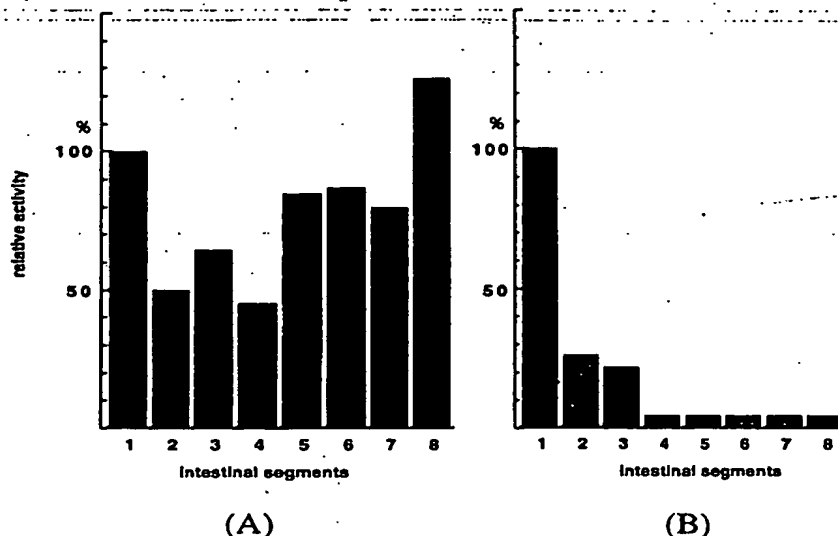 %
100
50
relative activity
1 2 3 4 5 6 7 8
intestinal segments
(A)
%
100
50
1 2 3 4 5 6 7 8
intestinal segments
(B)